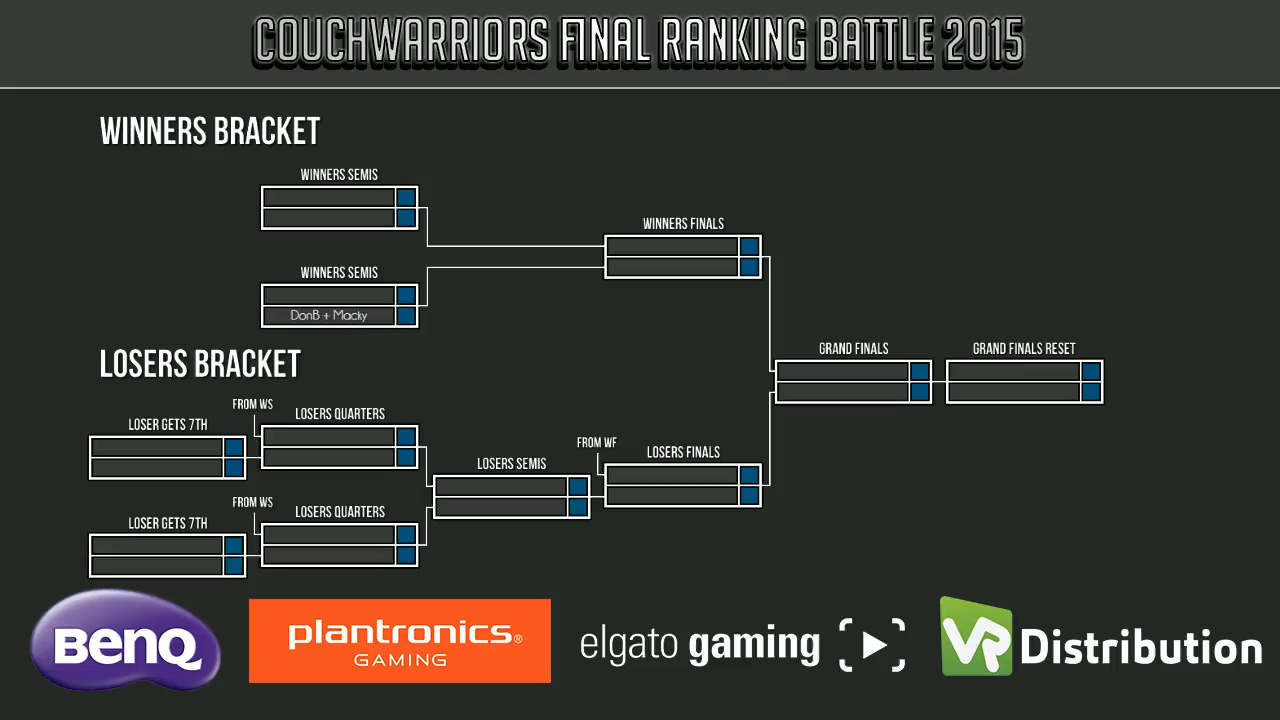 COUCHWARRIORS FINAL RANKING BATTLE 2015
WINNERS BRACKET
WINNERS SEMIS
WINNERS FINALS
WINNERS SEMIS
DonB + Macky
GRAND FINALS
GRAND FINALS RESET
LOSERS BRACKET
FROM WS
LOSERS QUARTERS
LOSER GETS 7TH
FROM WF
LOSERS FINALS
LOSERS SEMIS
FROM WS
LOSERS QUARTERS
LOSER GETS 7TH
BenQ
plantronics®
GAMING
elgato gaming
VR Distribution